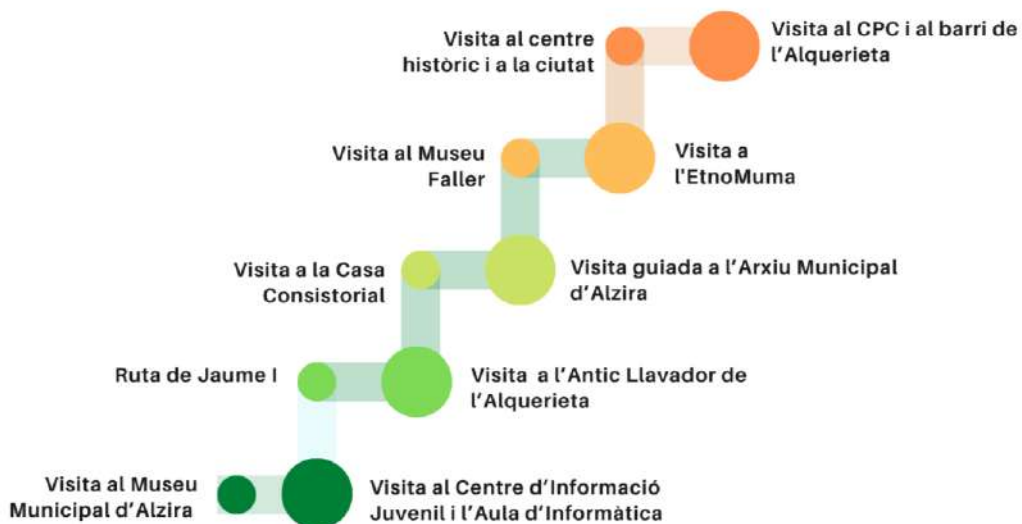 Visita al centre
històric i a la ciutat
Visita al CPC i al barri de
l'Alquerieta
Visita al Museu
Faller
Visita a
l'EtnoMuma
Visita a la Casa
Consistorial
Visita guiada a l'Arxiu Municipal
d'Alzira
Ruta de Jaume I
Visita a l'Antic Llavador de
l'Alquerieta
Visita al Museu
Municipal d'Alzira
Visita al Centre d'Informació
Juvenil i l'Aula d'Informàtica